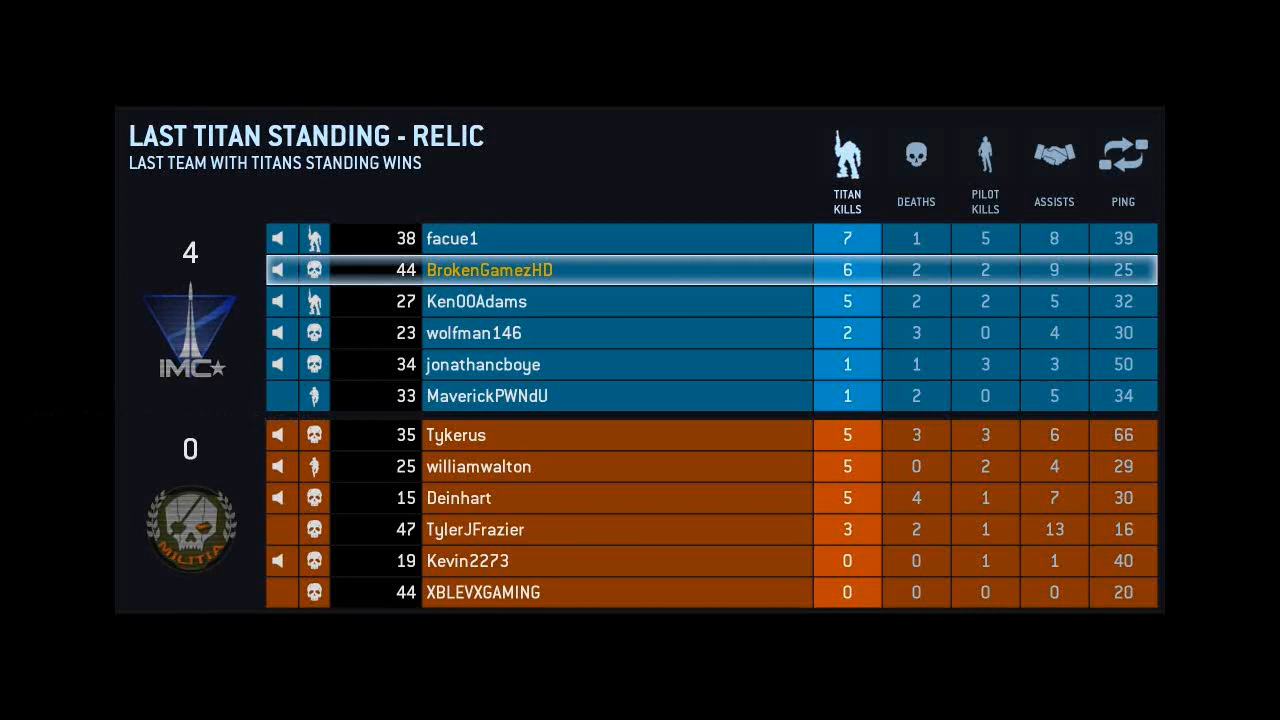 LAST TITAN STANDING - RELIC
LAST TEAM WITH TITANS STANDING WINS
TITAN KILLS DEATHS PILOT KILLS ASSISTS PING
4
IMC
38 facue1 7 1 5 8 39
44 BrokenGamezHD 6 2 2 9 25
27 Ken00Adams 5 2 2 5 32
23 wolfman146 2 3 0 4 30
34 jonathancboye 1 1 3 3 50
33 MaverickPWNdU 1 2 0 5 34
0
MILITIA
35 Tykerus 5 3 3 6 66
25 williamwalton 5 0 2 4 29
15 Deinhart 5 4 1 7 30
47 TylerJFrazier 3 2 1 13 16
19 Kevin2273 0 0 1 1 40
44 XBLEVXGAMING 0 0 0 0 20